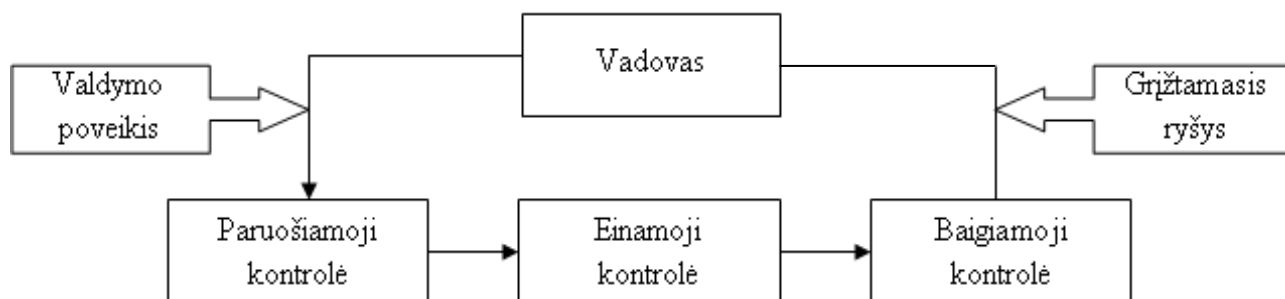 Vadovas
Valdymo
poveikis
Grįžtamasis
ryšys
Paruošiamoji
kontrolė
Einamoji
kontrolė
Baigiamoji
kontrolė